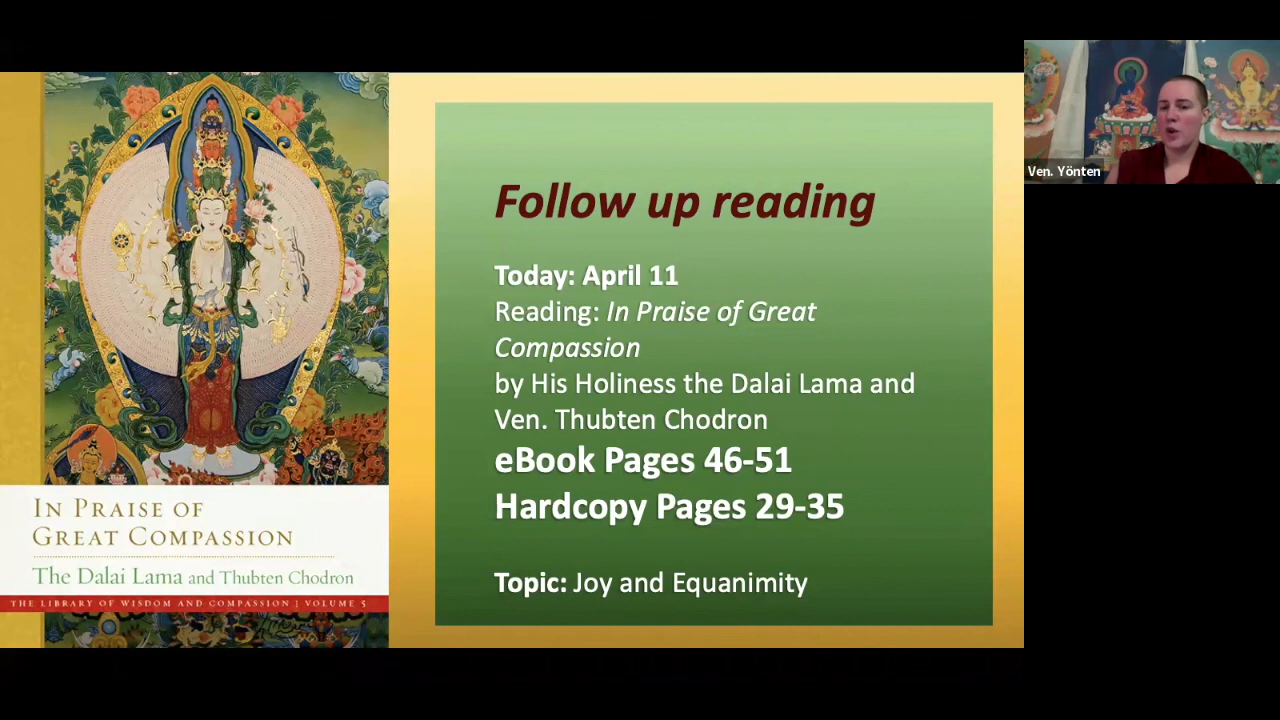 IN PRAISE OF
GREAT COMPASSION
The Dalai Lama and Thubten Chodron
THE LIBRARY OF WISDOM AND COMPASSION | VOLUME 5
Follow up reading
Today: April 11
Reading: In Praise of Great
Compassion
by His Holiness the Dalai Lama and
Ven. Thubten Chodron
eBook Pages 46-51
Hardcopy Pages 29-35
Topic: Joy and Equanimity
Ven. Yönten